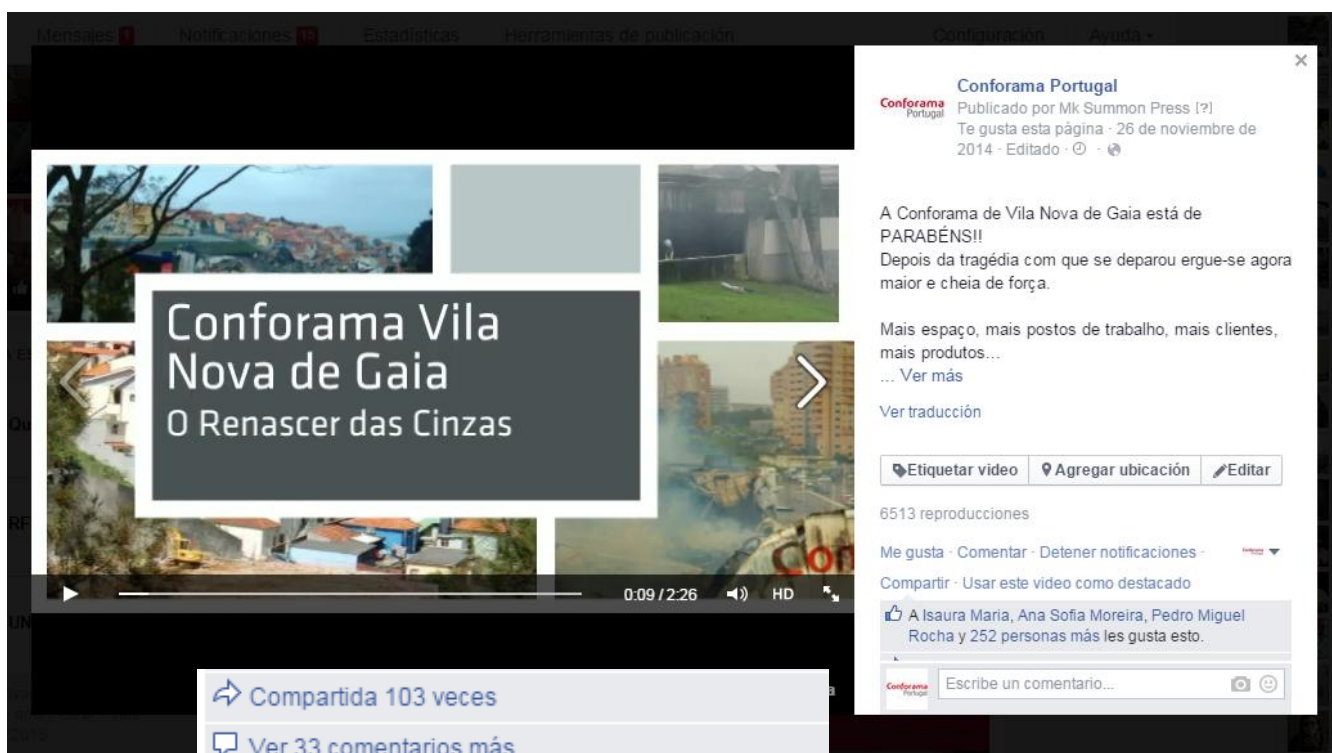 Mensajes 1 Notificaciones 15 Estadísticas Herramientas de publicación Configuración Ayuda
Conforama Vila
Nova de Gaia
O Renascer das Cinzas
0:09 / 2:26 HD
Conforama Portugal
Conforama
Portugal
Publicado por Mk Summon Press [?]
Te gusta esta página · 26 de noviembre de
2014 · Editado ·
A Conforama de Vila Nova de Gaia está de
PARABÉNS!!
Depois da tragédia com que se deparou ergue-se agora
maior e cheia de força.
Mais espaço, mais postos de trabalho, mais clientes,
mais produtos...
... Ver más
Ver traducción
Etiquetar video Agregar ubicación Editar
6513 reproducciones
Me gusta · Comentar · Detener notificaciones ·
Compartir · Usar este video como destacado
A Isaura Maria, Ana Sofia Moreira, Pedro Miguel
Rocha y 252 personas más les gusta esto.
Conforama
Portugal
Escribe un comentario...
Compartida 103 veces
Ver 33 comentarios más